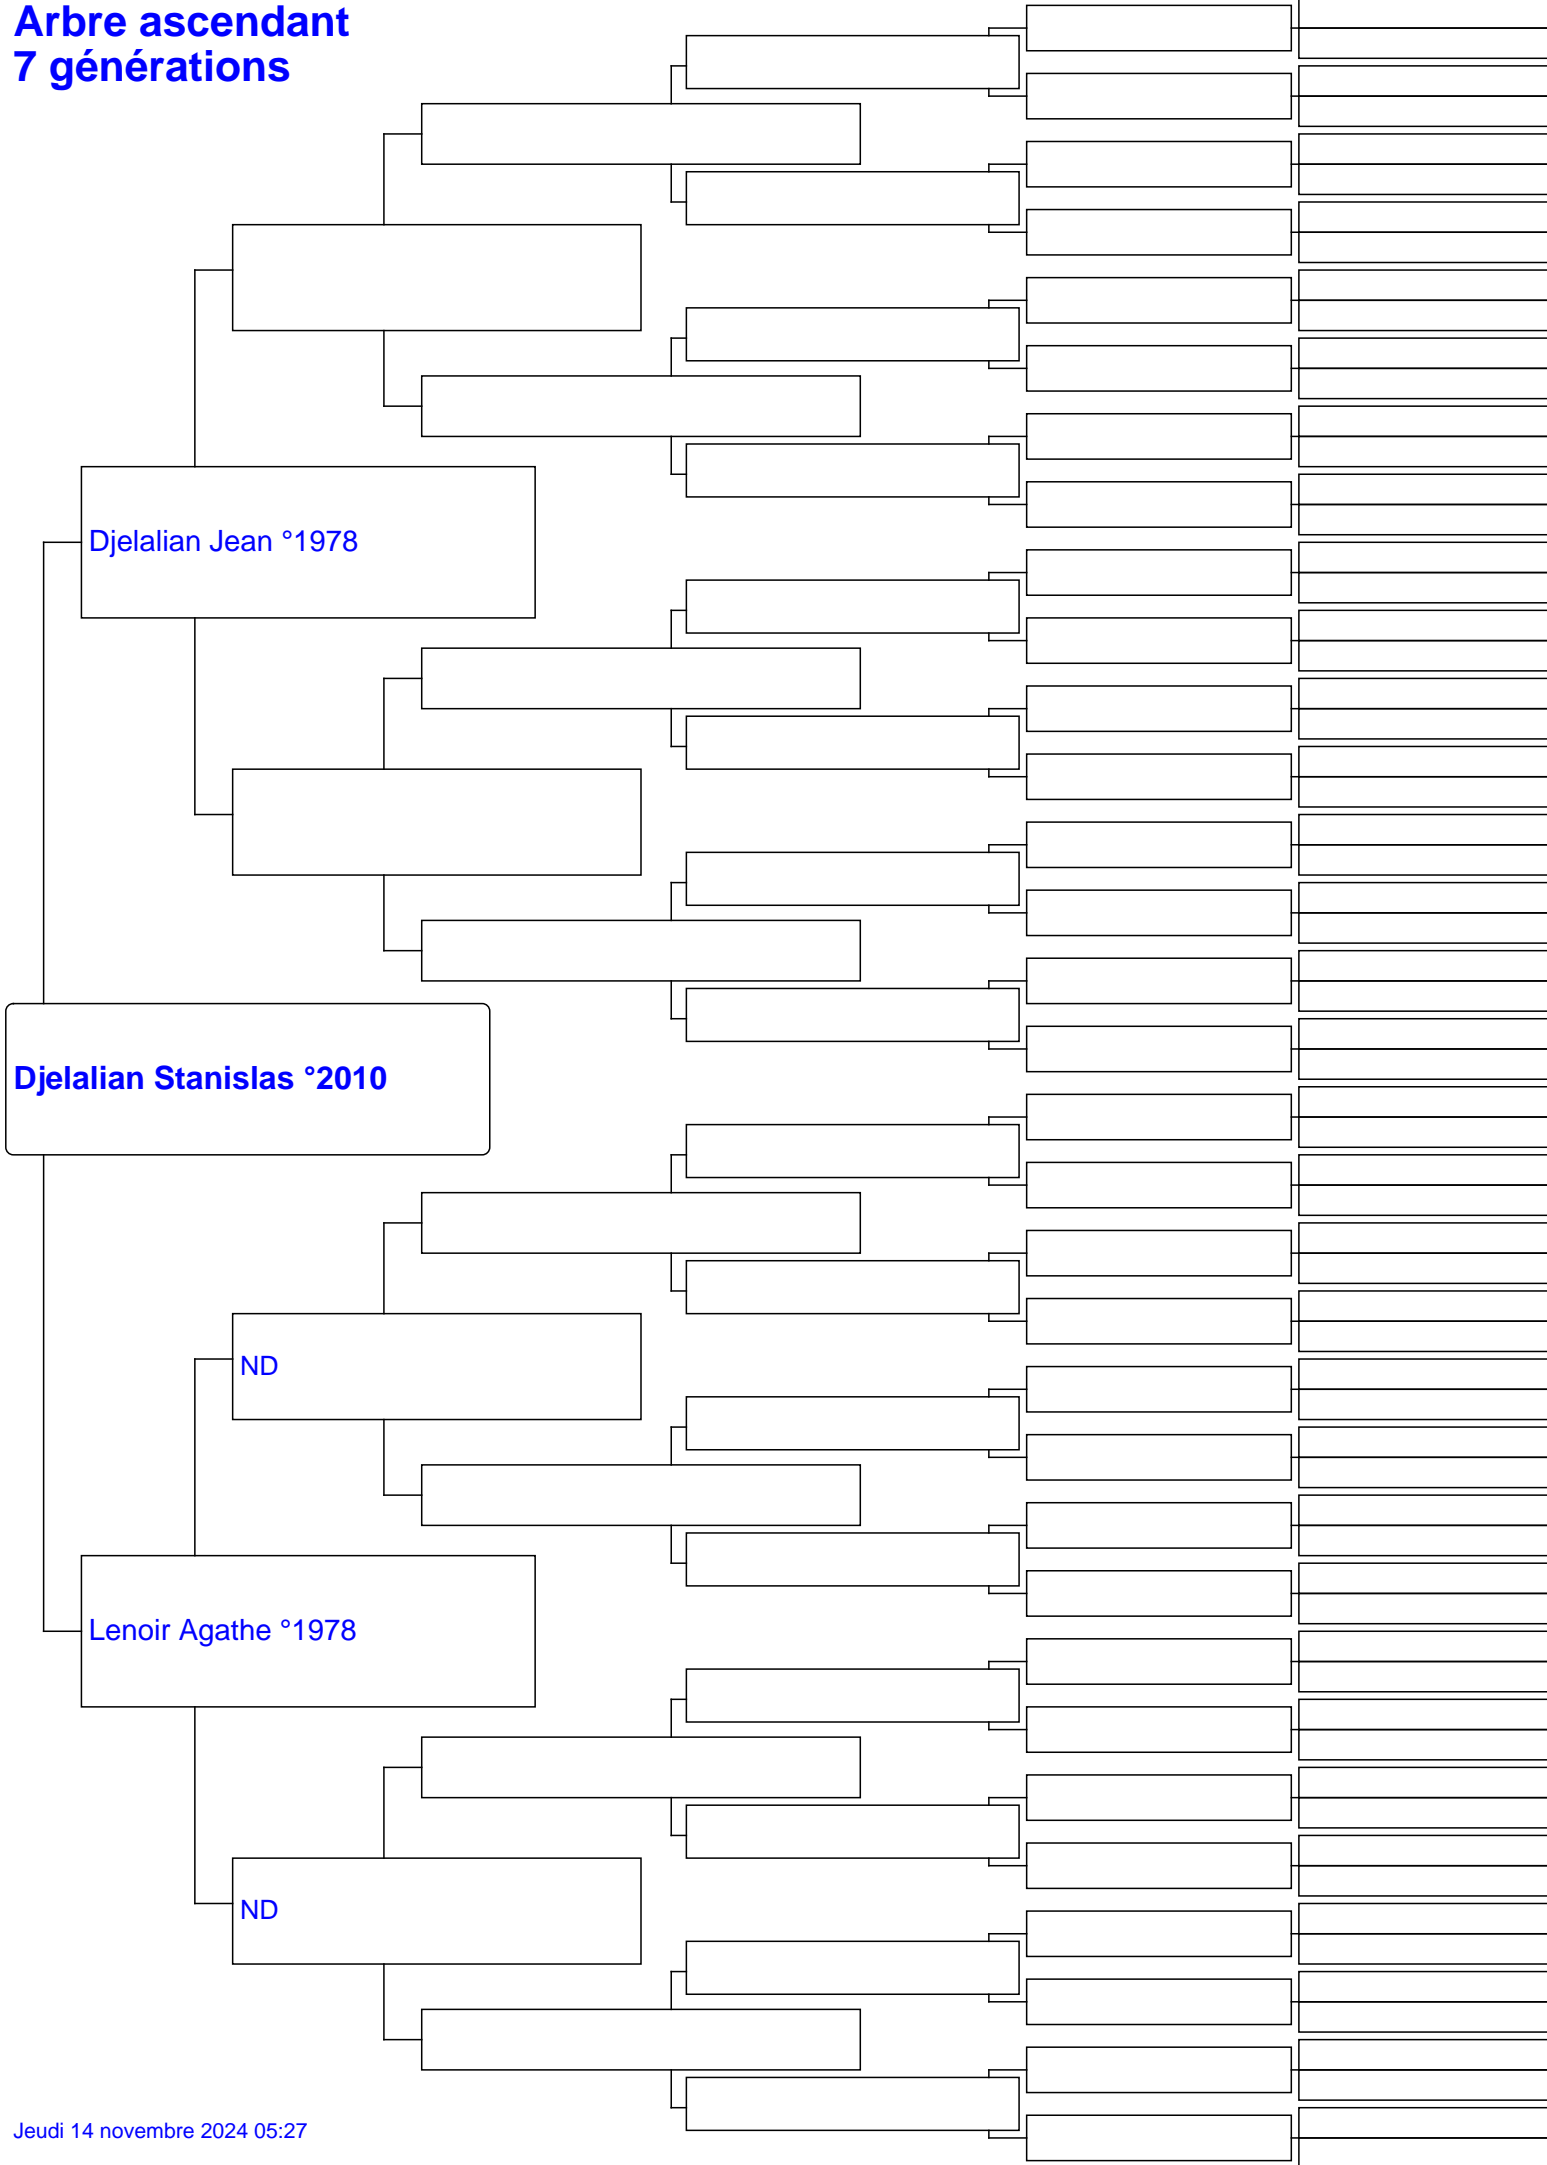 Arbre ascendant
7 générations
Djelalian Jean °1978
Djelalian Stanislas °2010
ND
Lenoir Agathe °1978
ND
Jeudi 14 novembre 2024 05:27